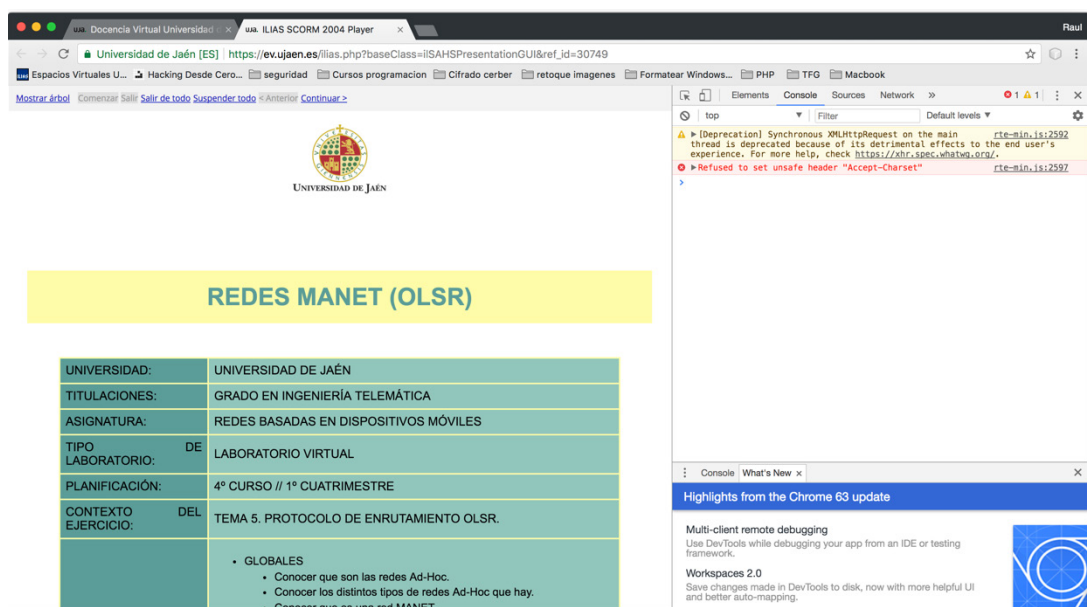 uja. Docencia Virtual Universidad
uja. ILIAS SCORM 2004 Player
Raul
Universidad de Jaén [ES] https://ev.ujaen.es/ilias.php?baseClass=ilSAHSPresentationGUI&ref_id=30749
Espacios Virtuales U... Hacking Desde Cero... seguridad Cursos programacion Cifrado cerber retoque imagenes Formatear Windows... PHP TFG Macbook
Mostrar árbol Comenzar Salir Salir de todo Suspender todo < Anterior Continuar >
UNIVERSIDAD DE JAÉN
REDES MANET (OLSR)
UNIVERSIDAD: UNIVERSIDAD DE JAÉN
TITULACIONES: GRADO EN INGENIERÍA TELEMÁTICA
ASIGNATURA: REDES BASADAS EN DISPOSITIVOS MÓVILES
TIPO DE
LABORATORIO: LABORATORIO VIRTUAL
PLANIFICACIÓN: 4º CURSO // 1º CUATRIMESTRE
CONTEXTO DEL
EJERCICIO: TEMA 5. PROTOCOLO DE ENRUTAMIENTO OLSR.
• GLOBALES
• Conocer que son las redes Ad-Hoc.
• Conocer los distintos tipos de redes Ad-Hoc que hay.
• Conocer que es una red MANET
Elements Console Sources Network » 1 1
top Filter Default levels
[Deprecation] Synchronous XMLHttpRequest on the main rte-min.js:2592
thread is deprecated because of its detrimental effects to the end user's
experience. For more help, check https://xhr.spec.whatwg.org/.
Refused to set unsafe header "Accept-Charset" rte-min.js:2597
>
Console What's New ×
Highlights from the Chrome 63 update
Multi-client remote debugging
Use DevTools while debugging your app from an IDE or testing
framework.
Workspaces 2.0
Save changes made in DevTools to disk, now with more helpful UI
and better auto-mapping.